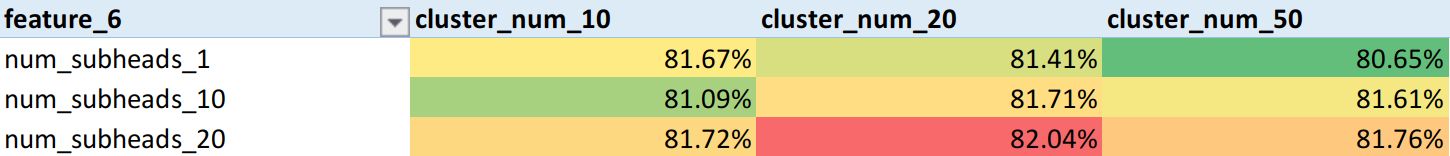 feature_6 cluster_num_10 cluster_num_20 cluster_num_50
num_subheads_1 81.67% 81.41% 80.65%
num_subheads_10 81.09% 81.71% 81.61%
num_subheads_20 81.72% 82.04% 81.76%